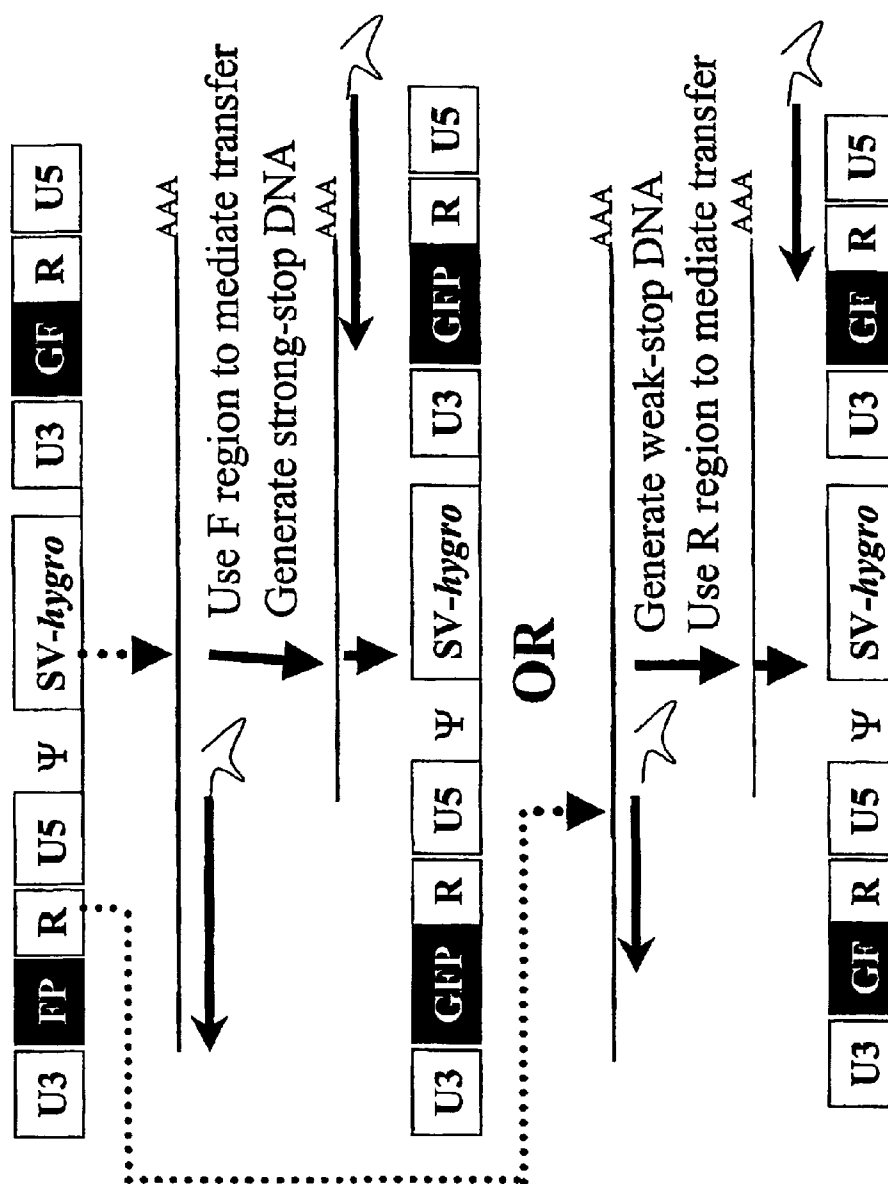 U3 FP R U5 Ψ SV-hygro U3 GF R U5
AAA
Use F region to mediate transfer
Generate strong-stop DNA
AAA
U3 GFP R U5 Ψ SV-hygro U3 GFP R U5
OR
AAA
Generate weak-stop DNA
Use R region to mediate transfer
AAA
U3 GF R U5 Ψ SV-hygro U3 GF R U5